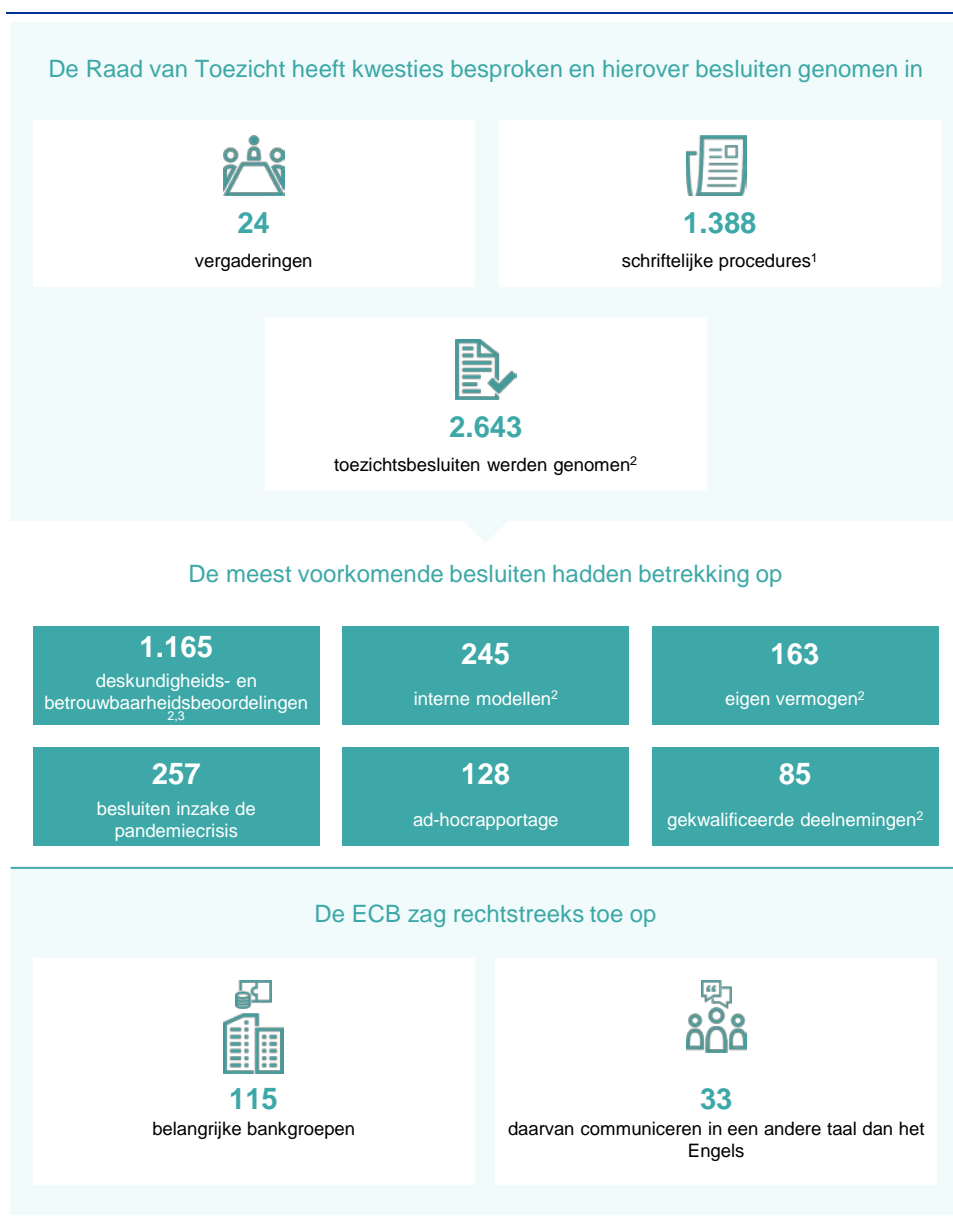 De Raad van Toezicht heeft kwesties besproken en hierover besluiten genomen in
24
vergaderingen
1.388
schriftelijke procedures¹
2.643
toezichtsbesluiten werden genomen²
De meest voorkomende besluiten hadden betrekking op
1.165
deskundigheids- en
betrouwbaarheidsbeoordelingen
2,3
245
interne modellen²
163
eigen vermogen²
257
besluiten inzake de
pandemiecrisis
128
ad-hocrapportage
85
gekwalificeerde deelnemingen²
De ECB zag rechtstreeks toe op
115
belangrijke bankgroepen
33
daarvan communiceren in een andere taal dan het
Engels